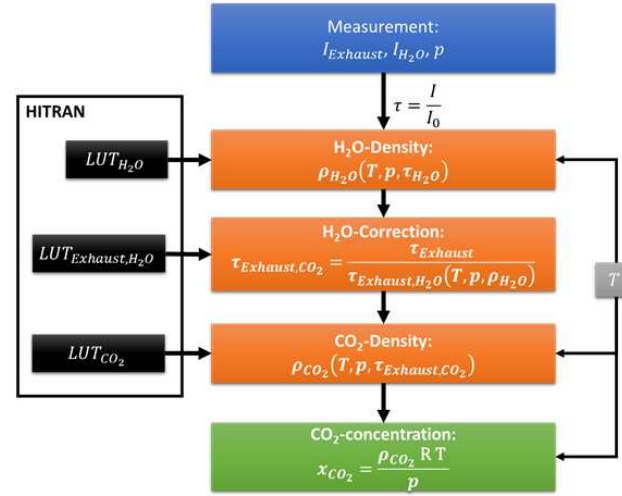 Measurement:
I_Exhaust, I_H₂O, p
τ = I / I₀
HITRAN
LUT_H₂O
H₂O-Density:
ρ_H₂O(T, p, τ_H₂O)
LUT_Exhaust,H₂O
H₂O-Correction:
τ_Exhaust,CO₂ = τ_Exhaust / τ_Exhaust,H₂O(T, p, ρ_H₂O)
T
LUT_CO₂
CO₂-Density:
ρ_CO₂(T, p, τ_Exhaust,CO₂)
CO₂-concentration:
x_CO₂ = ρ_CO₂ R T / p